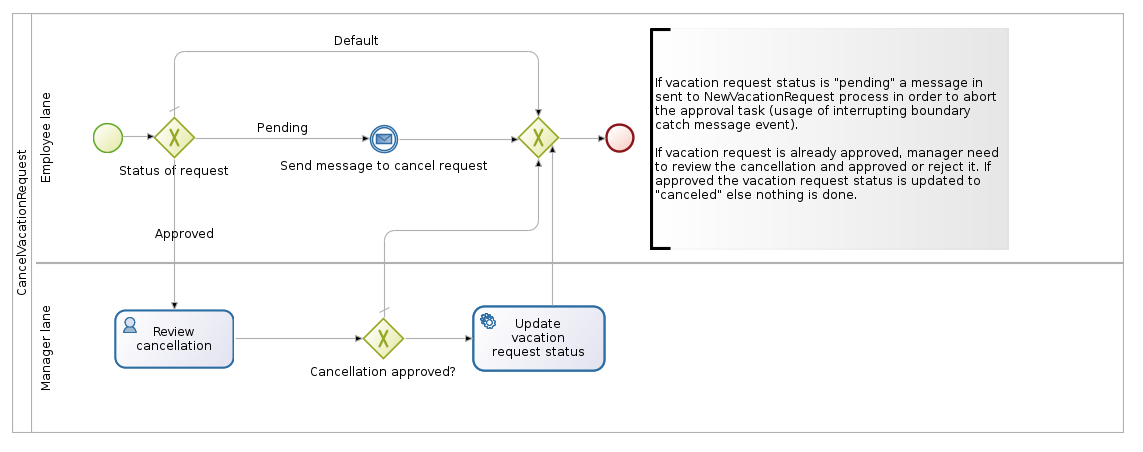 CancelVacationRequest
Employee lane
Default
Pending
Status of request
Send message to cancel request
Approved
If vacation request status is "pending" a message in
sent to NewVacationRequest process in order to abort
the approval task (usage of interrupting boundary
catch message event).
If vacation request is already approved, manager need
to review the cancellation and approved or reject it. If
approved the vacation request status is updated to
"canceled" else nothing is done.
Manager lane
Review
cancellation
Cancellation approved?
Update
vacation
request status